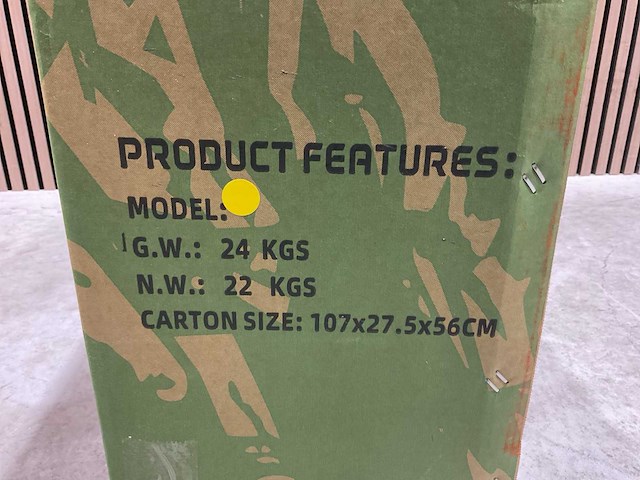 PRODUCT FEATURES:
MODEL:
G.W.: 24 KGS
N.W.: 22 KGS
CARTON SIZE: 107x27.5x56CM